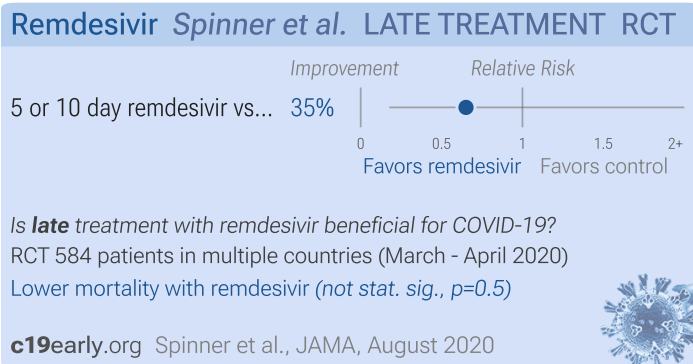 Remdesivir Spinner et al. LATE TREATMENT RCT
Improvement Relative Risk
5 or 10 day remdesivir vs... 35%
0 0.5 1 1.5 2+
Favors remdesivir Favors control
Is late treatment with remdesivir beneficial for COVID-19?
RCT 584 patients in multiple countries (March - April 2020)
Lower mortality with remdesivir (not stat. sig., p=0.5)
c19early.org Spinner et al., JAMA, August 2020